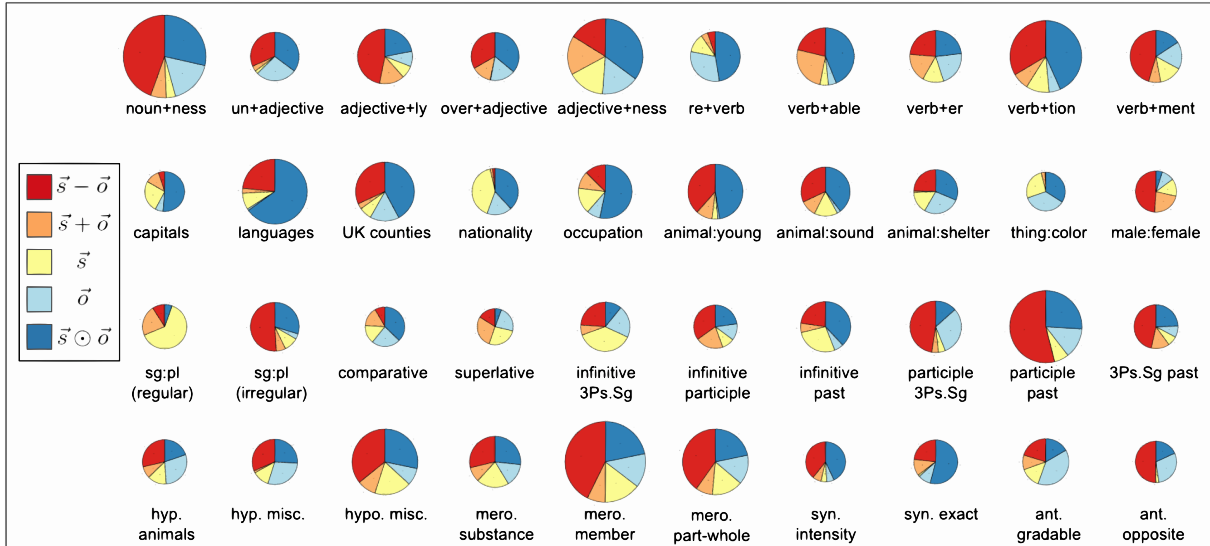 noun+ness un+adjective adjective+ly over+adjective adjective+ness re+verb verb+able verb+er verb+tion verb+ment
s⃗ − o⃗
s⃗ + o⃗
s⃗
o⃗
s⃗ ⊙ o⃗
capitals languages UK counties nationality occupation animal:young animal:sound animal:shelter thing:color male:female
sg:pl sg:pl comparative superlative infinitive infinitive infinitive participle participle 3Ps.Sg past
(regular) (irregular) 3Ps.Sg participle past 3Ps.Sg past
hyp. hyp. misc. hypo. misc. mero. mero. mero. syn. syn. exact ant. ant.
animals substance member part-whole intensity gradable opposite